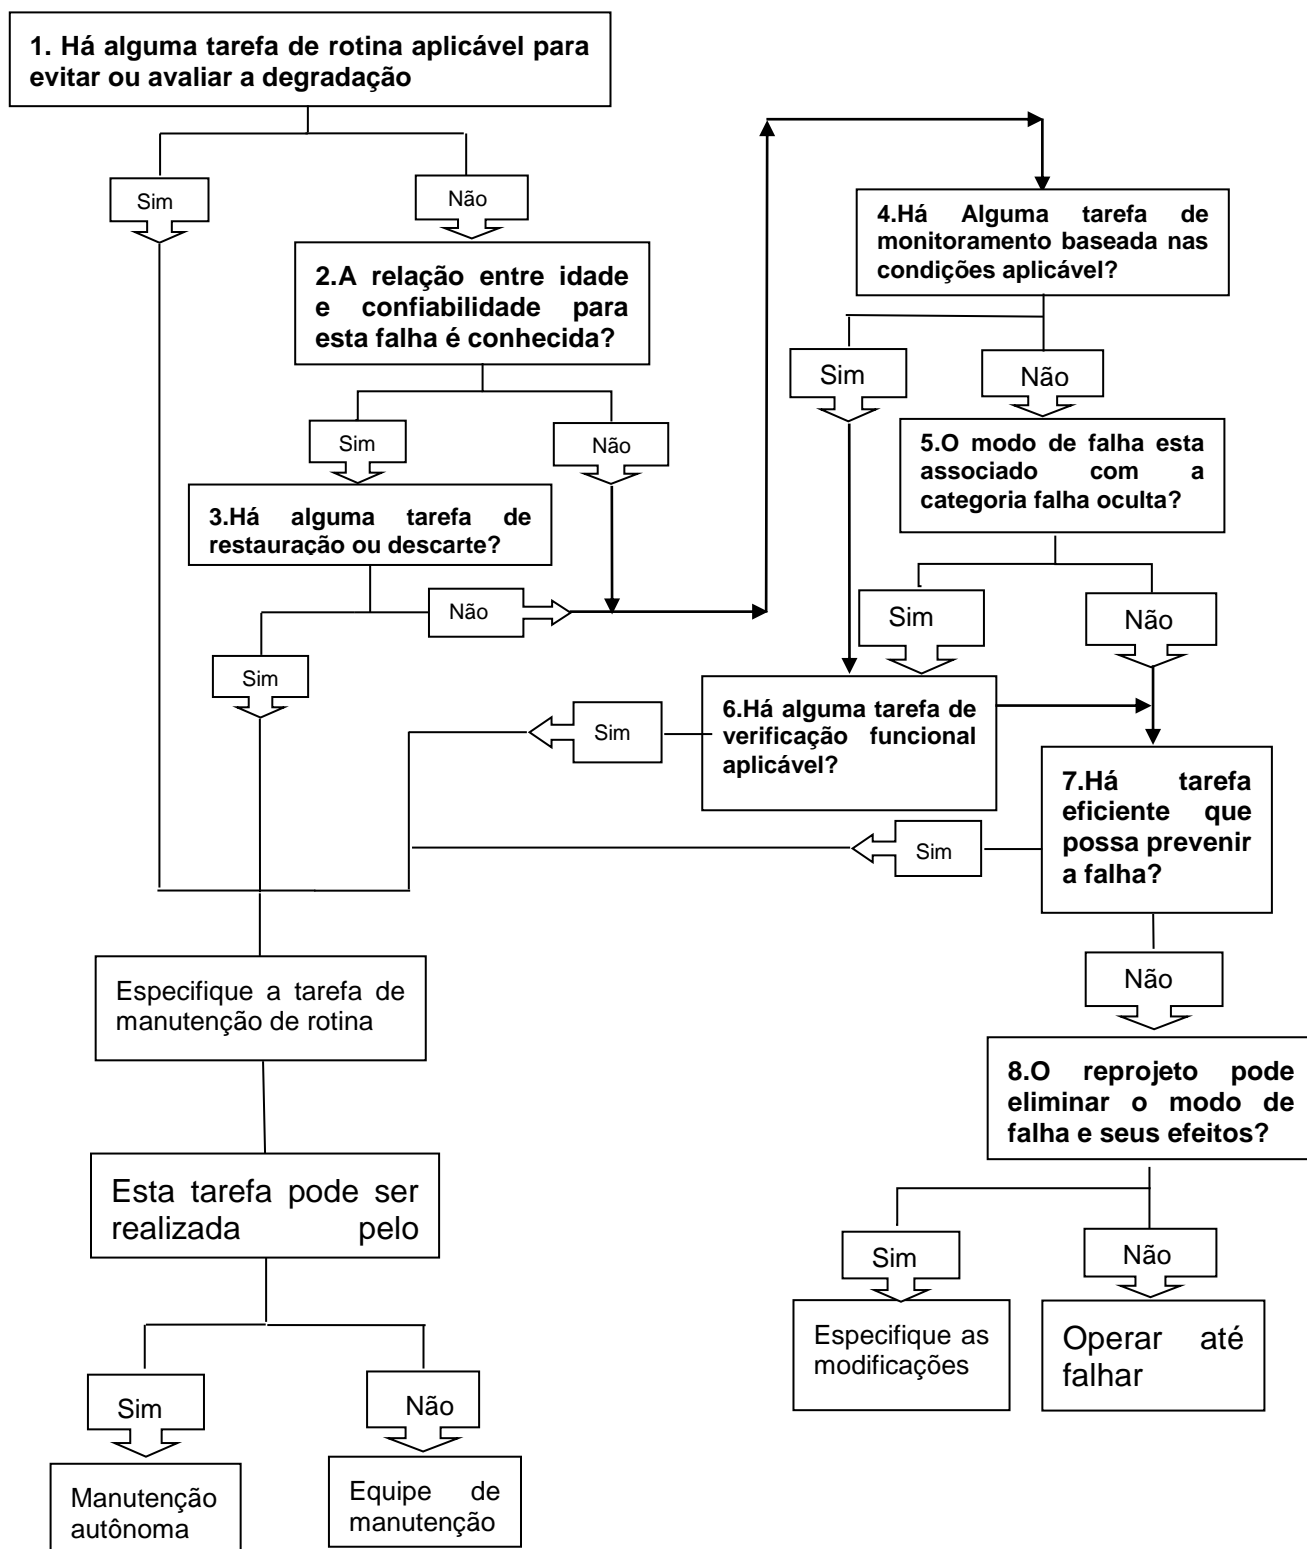 1. Há alguma tarefa de rotina aplicável para
evitar ou avaliar a degradação
Sim
Não
2.A relação entre idade
e confiabilidade para
esta falha é conhecida?
Sim
Não
3.Há alguma tarefa de
restauração ou descarte?
Não
Sim
4.Há Alguma tarefa de
monitoramento baseada nas
condições aplicável?
Sim
Não
5.O modo de falha esta
associado com a
categoria falha oculta?
Sim
Não
6.Há alguma tarefa de
verificação funcional
aplicável?
Sim
7.Há tarefa
eficiente que
possa prevenir
a falha?
Sim
Não
8.O reprojeto pode
eliminar o modo de
falha e seus efeitos?
Sim
Não
Especifique as
modificações
Operar até
falhar
Especifique a tarefa de
manutenção de rotina
Esta tarefa pode ser
realizada pelo
Sim
Não
Manutenção
autônoma
Equipe de
manutenção